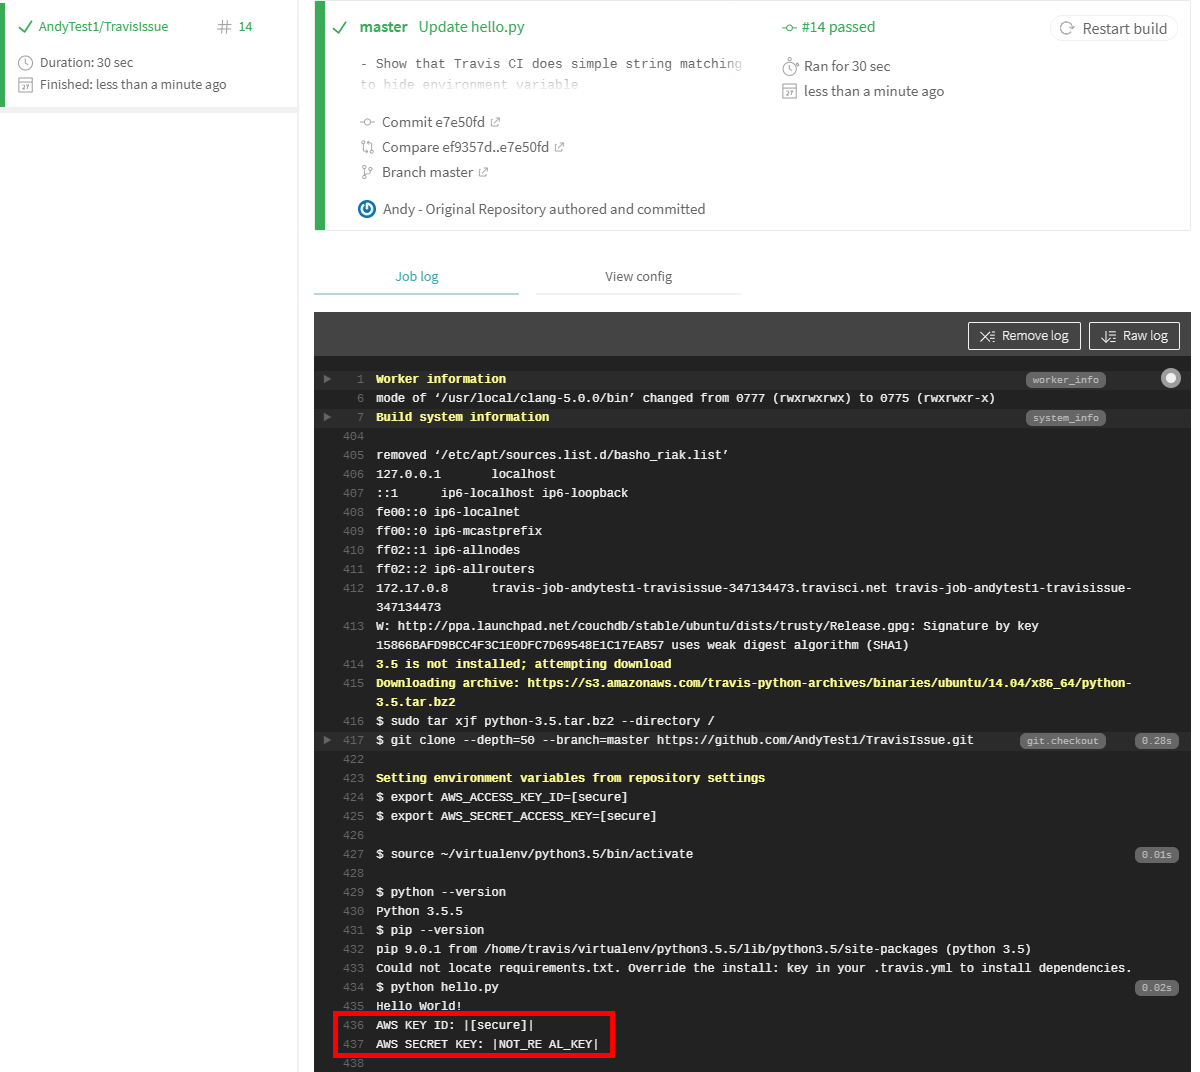 AndyTest1/TravisIssue # 14
Duration: 30 sec
27 Finished: less than a minute ago
master Update hello.py
- Show that Travis CI does simple string matching
to hide environment variable
Commit e7e50fd
Compare ef9357d..e7e50fd
Branch master
Andy - Original Repository authored and committed
#14 passed
Ran for 30 sec
27 less than a minute ago
Restart build
Job log View config
Remove log Raw log
1 Worker information worker_info
6 mode of ‘/usr/local/clang-5.0.0/bin’ changed from 0777 (rwxrwxrwx) to 0775 (rwxrwxr-x)
7 Build system information system_info
404
405 removed ‘/etc/apt/sources.list.d/basho_riak.list’
406 127.0.0.1 localhost
407 ::1 ip6-localhost ip6-loopback
408 fe00::0 ip6-localnet
409 ff00::0 ip6-mcastprefix
410 ff02::1 ip6-allnodes
411 ff02::2 ip6-allrouters
412 172.17.0.8 travis-job-andytest1-travisissue-347134473.travisci.net travis-job-andytest1-travisissue-
347134473
413 W: http://ppa.launchpad.net/couchdb/stable/ubuntu/dists/trusty/Release.gpg: Signature by key
15866BAFD9BCC4F3C1E0DFC7D69548E1C17EAB57 uses weak digest algorithm (SHA1)
414 3.5 is not installed; attempting download
415 Downloading archive: https://s3.amazonaws.com/travis-python-archives/binaries/ubuntu/14.04/x86_64/python-
3.5.tar.bz2
416 $ sudo tar xjf python-3.5.tar.bz2 --directory /
417 $ git clone --depth=50 --branch=master https://github.com/AndyTest1/TravisIssue.git git.checkout 0.28s
422
423 Setting environment variables from repository settings
424 $ export AWS_ACCESS_KEY_ID=[secure]
425 $ export AWS_SECRET_ACCESS_KEY=[secure]
426
427 $ source ~/virtualenv/python3.5/bin/activate 0.01s
428
429 $ python --version
430 Python 3.5.5
431 $ pip --version
432 pip 9.0.1 from /home/travis/virtualenv/python3.5.5/lib/python3.5/site-packages (python 3.5)
433 Could not locate requirements.txt. Override the install: key in your .travis.yml to install dependencies.
434 $ python hello.py 0.02s
435 Hello World!
436 AWS KEY ID: |[secure]|
437 AWS SECRET KEY: |NOT_RE AL_KEY|
438